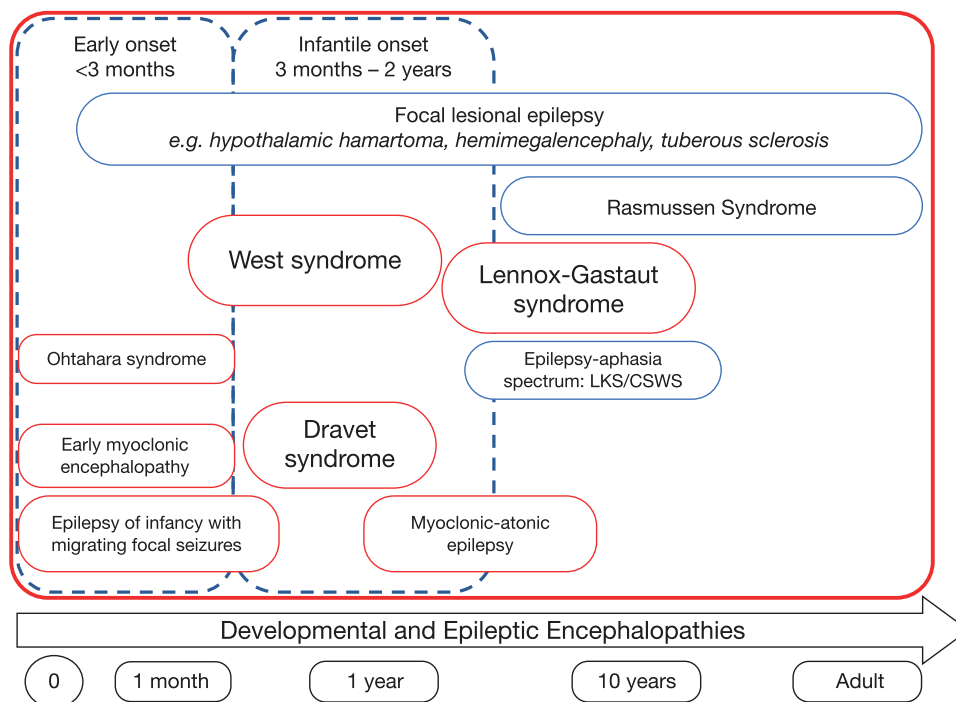 Early onset
<3 months
Infantile onset
3 months – 2 years
Focal lesional epilepsy
e.g. hypothalamic hamartoma, hemimegalencephaly, tuberous sclerosis
Rasmussen Syndrome
West syndrome
Lennox-Gastaut
syndrome
Ohtahara syndrome
Epilepsy-aphasia
spectrum: LKS/CSWS
Dravet
syndrome
Early myoclonic
encephalopathy
Epilepsy of infancy with
migrating focal seizures
Myoclonic-atonic
epilepsy
Developmental and Epileptic Encephalopathies
0
1 month
1 year
10 years
Adult